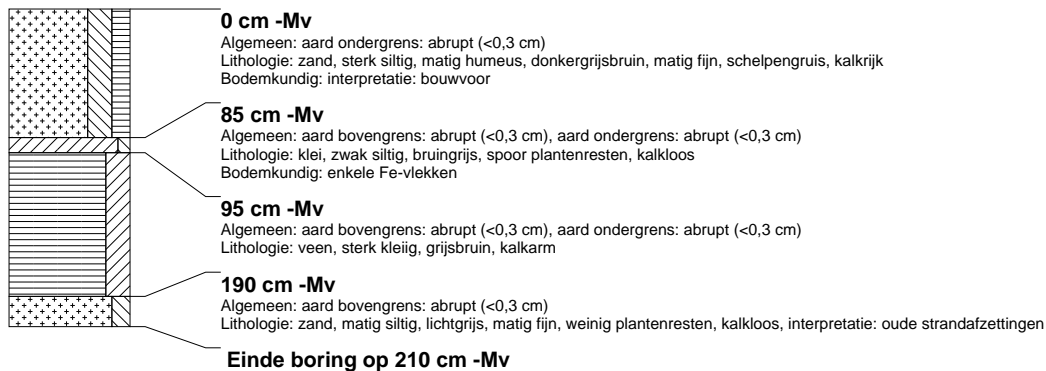 0 cm -Mv
Algemeen: aard ondergrens: abrupt (<0,3 cm)
Lithologie: zand, sterk siltig, matig humeus, donkergrijsbruin, matig fijn, schelpengruis, kalkrijk
Bodemkundig: interpretatie: bouwvoor
85 cm -Mv
Algemeen: aard bovengrens: abrupt (<0,3 cm), aard ondergrens: abrupt (<0,3 cm)
Lithologie: klei, zwak siltig, bruingrijs, spoor plantenresten, kalkloos
Bodemkundig: enkele Fe-vlekken
95 cm -Mv
Algemeen: aard bovengrens: abrupt (<0,3 cm), aard ondergrens: abrupt (<0,3 cm)
Lithologie: veen, sterk kleiig, grijsbruin, kalkarm
190 cm -Mv
Algemeen: aard bovengrens: abrupt (<0,3 cm)
Lithologie: zand, matig siltig, lichtgrijs, matig fijn, weinig plantenresten, kalkloos, interpretatie: oude strandafzettingen
Einde boring op 210 cm -Mv